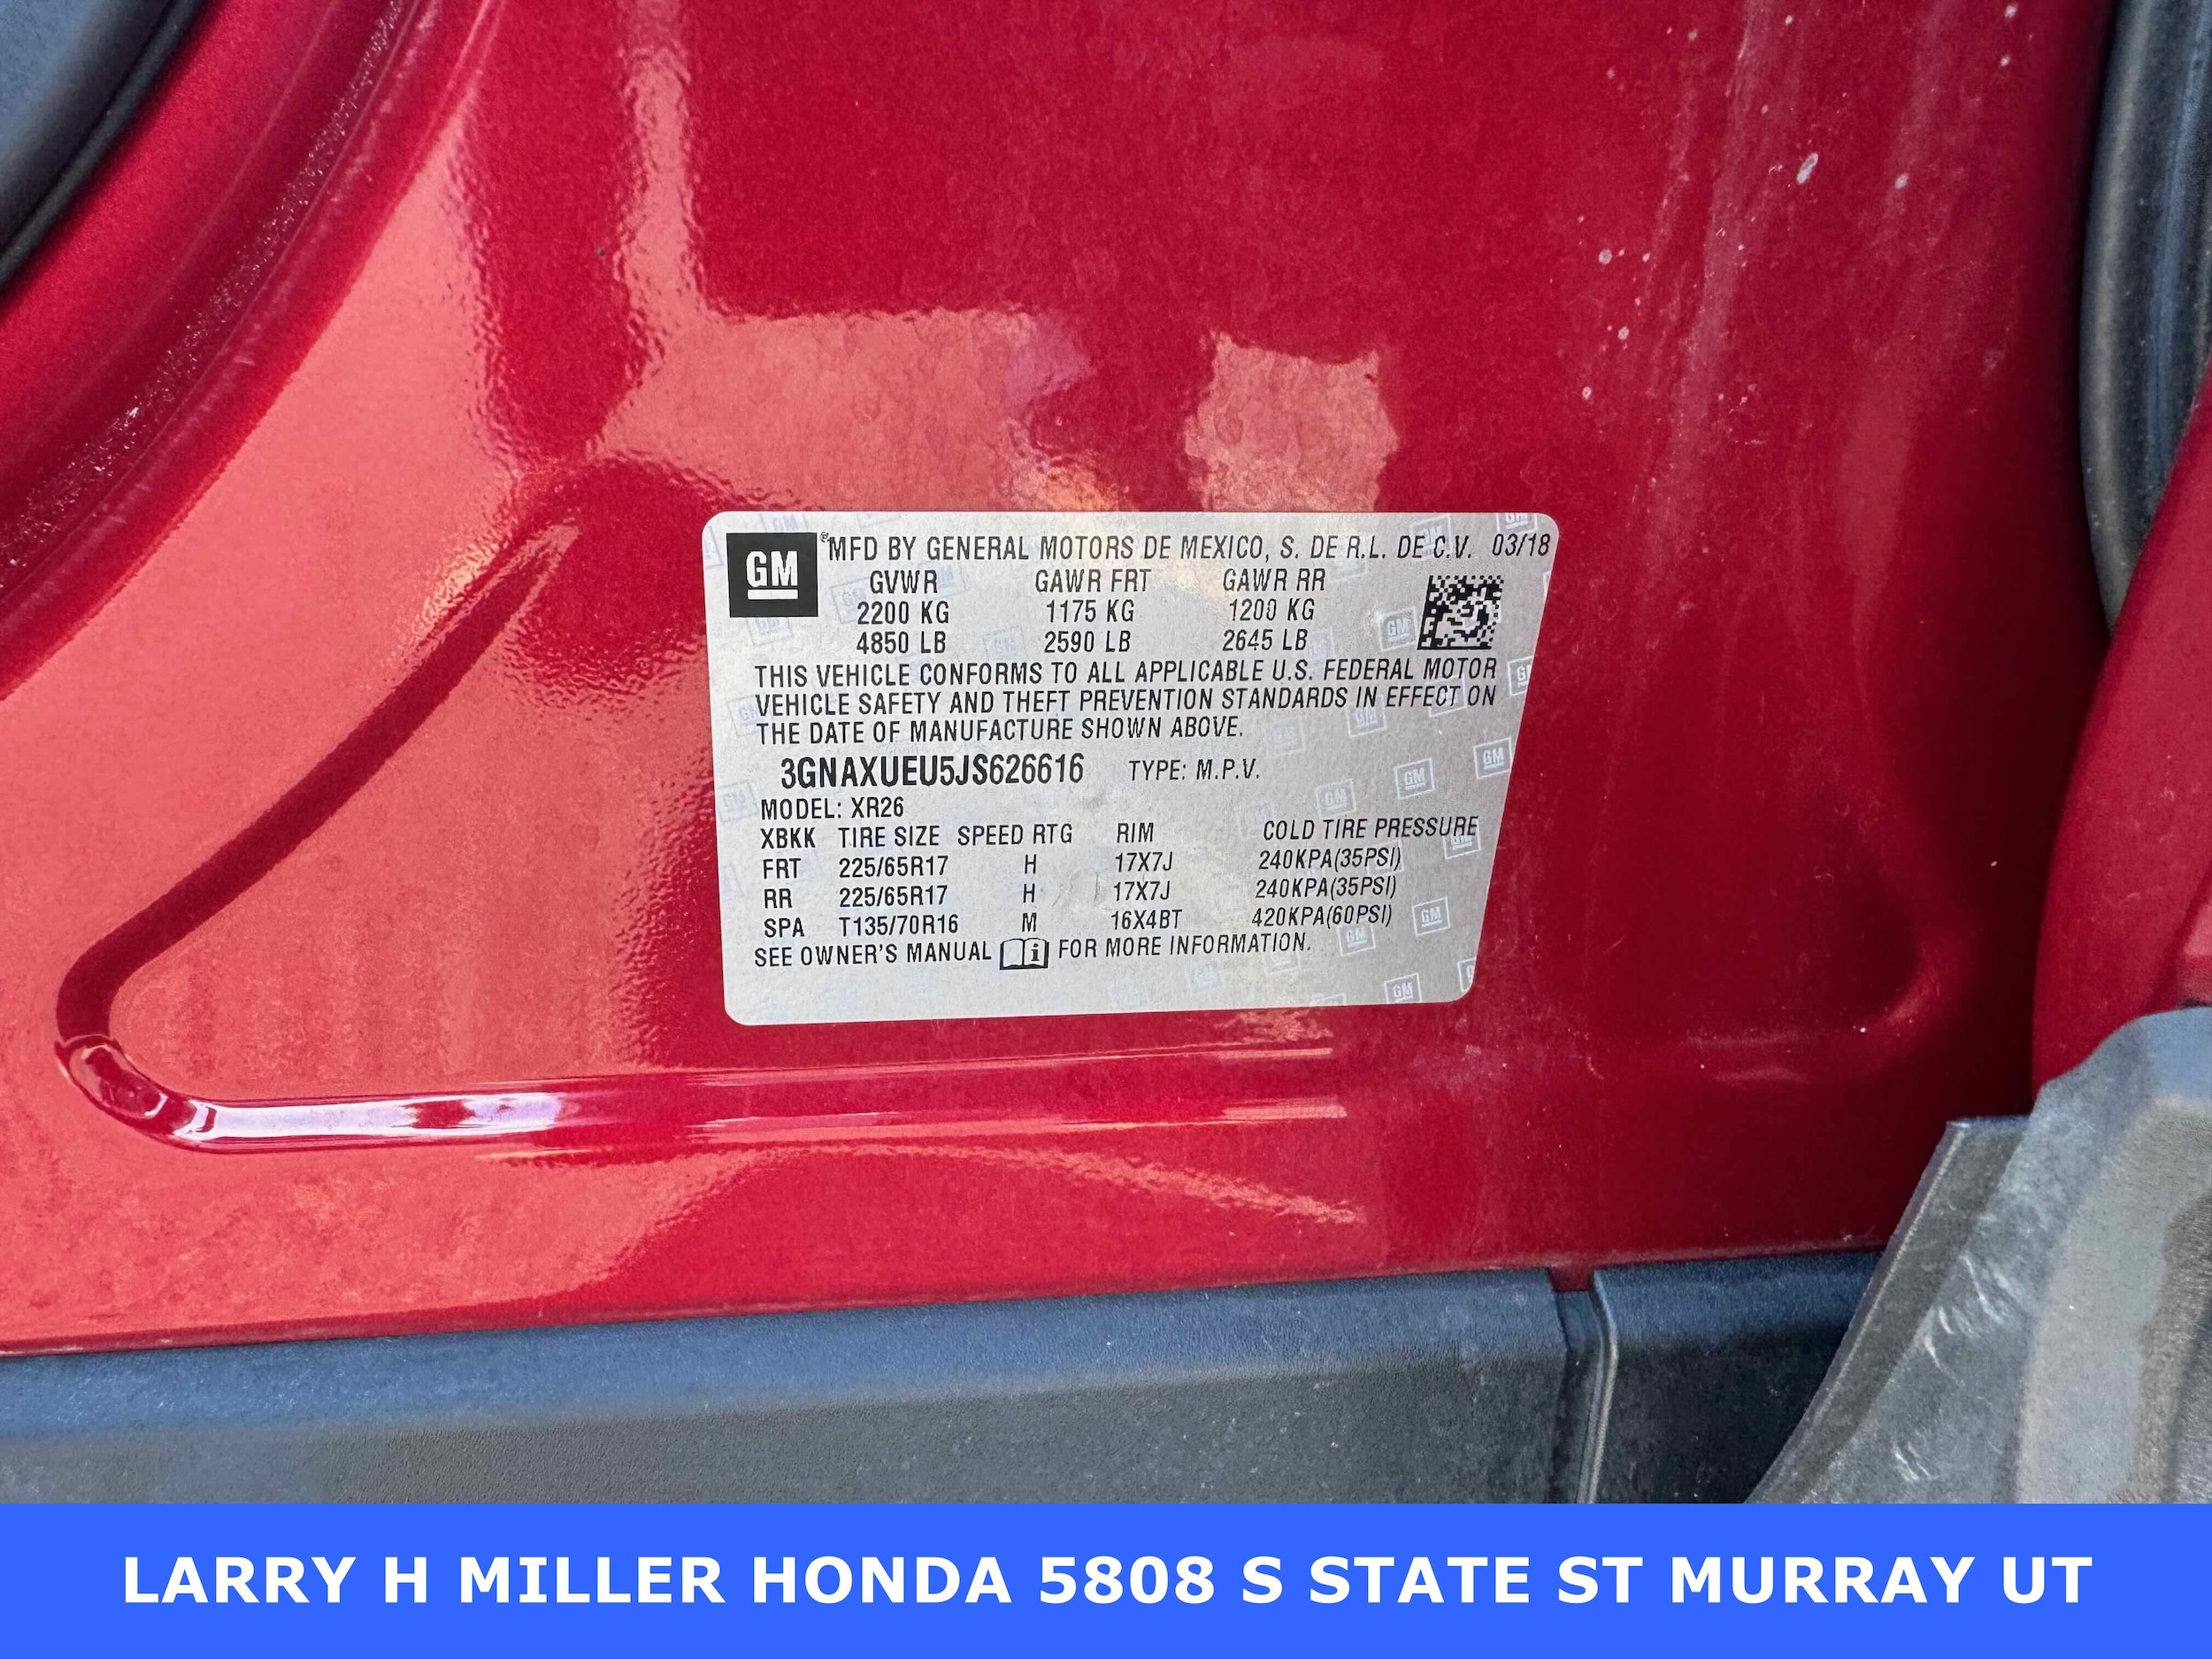 GM ® MFD BY GENERAL MOTORS DE MEXICO, S. DE R.L. DE C.V. 03/18
GVWR GAWR FRT GAWR RR
2200 KG 1175 KG 1200 KG
4850 LB 2590 LB 2645 LB
THIS VEHICLE CONFORMS TO ALL APPLICABLE U.S. FEDERAL MOTOR
VEHICLE SAFETY AND THEFT PREVENTION STANDARDS IN EFFECT ON
THE DATE OF MANUFACTURE SHOWN ABOVE.
3GNAXUEU5JS626616 TYPE: M.P.V.
MODEL: XR26
XBKK TIRE SIZE SPEED RTG RIM COLD TIRE PRESSURE
FRT 225/65R17 H 17X7J 240KPA(35PSI)
RR 225/65R17 H 17X7J 240KPA(35PSI)
SPA T135/70R16 M 16X4BT 420KPA(60PSI)
SEE OWNER'S MANUAL i FOR MORE INFORMATION.
LARRY H MILLER HONDA 5808 S STATE ST MURRAY UT